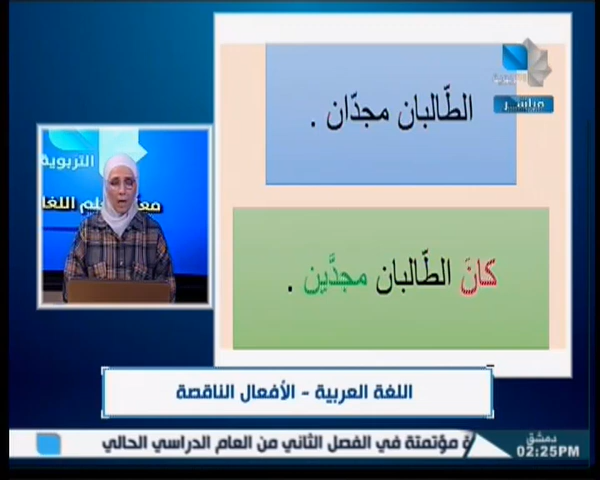 التربوية
مباشر
الطّالبان مجدّان .
كانَ الطّالبان مجدَّين .
التربوية
اللغة العربية - الأفعال الناقصة
مؤتمتة في الفصل الثاني من العام الدراسي الحالي
دمشق
02:25PM